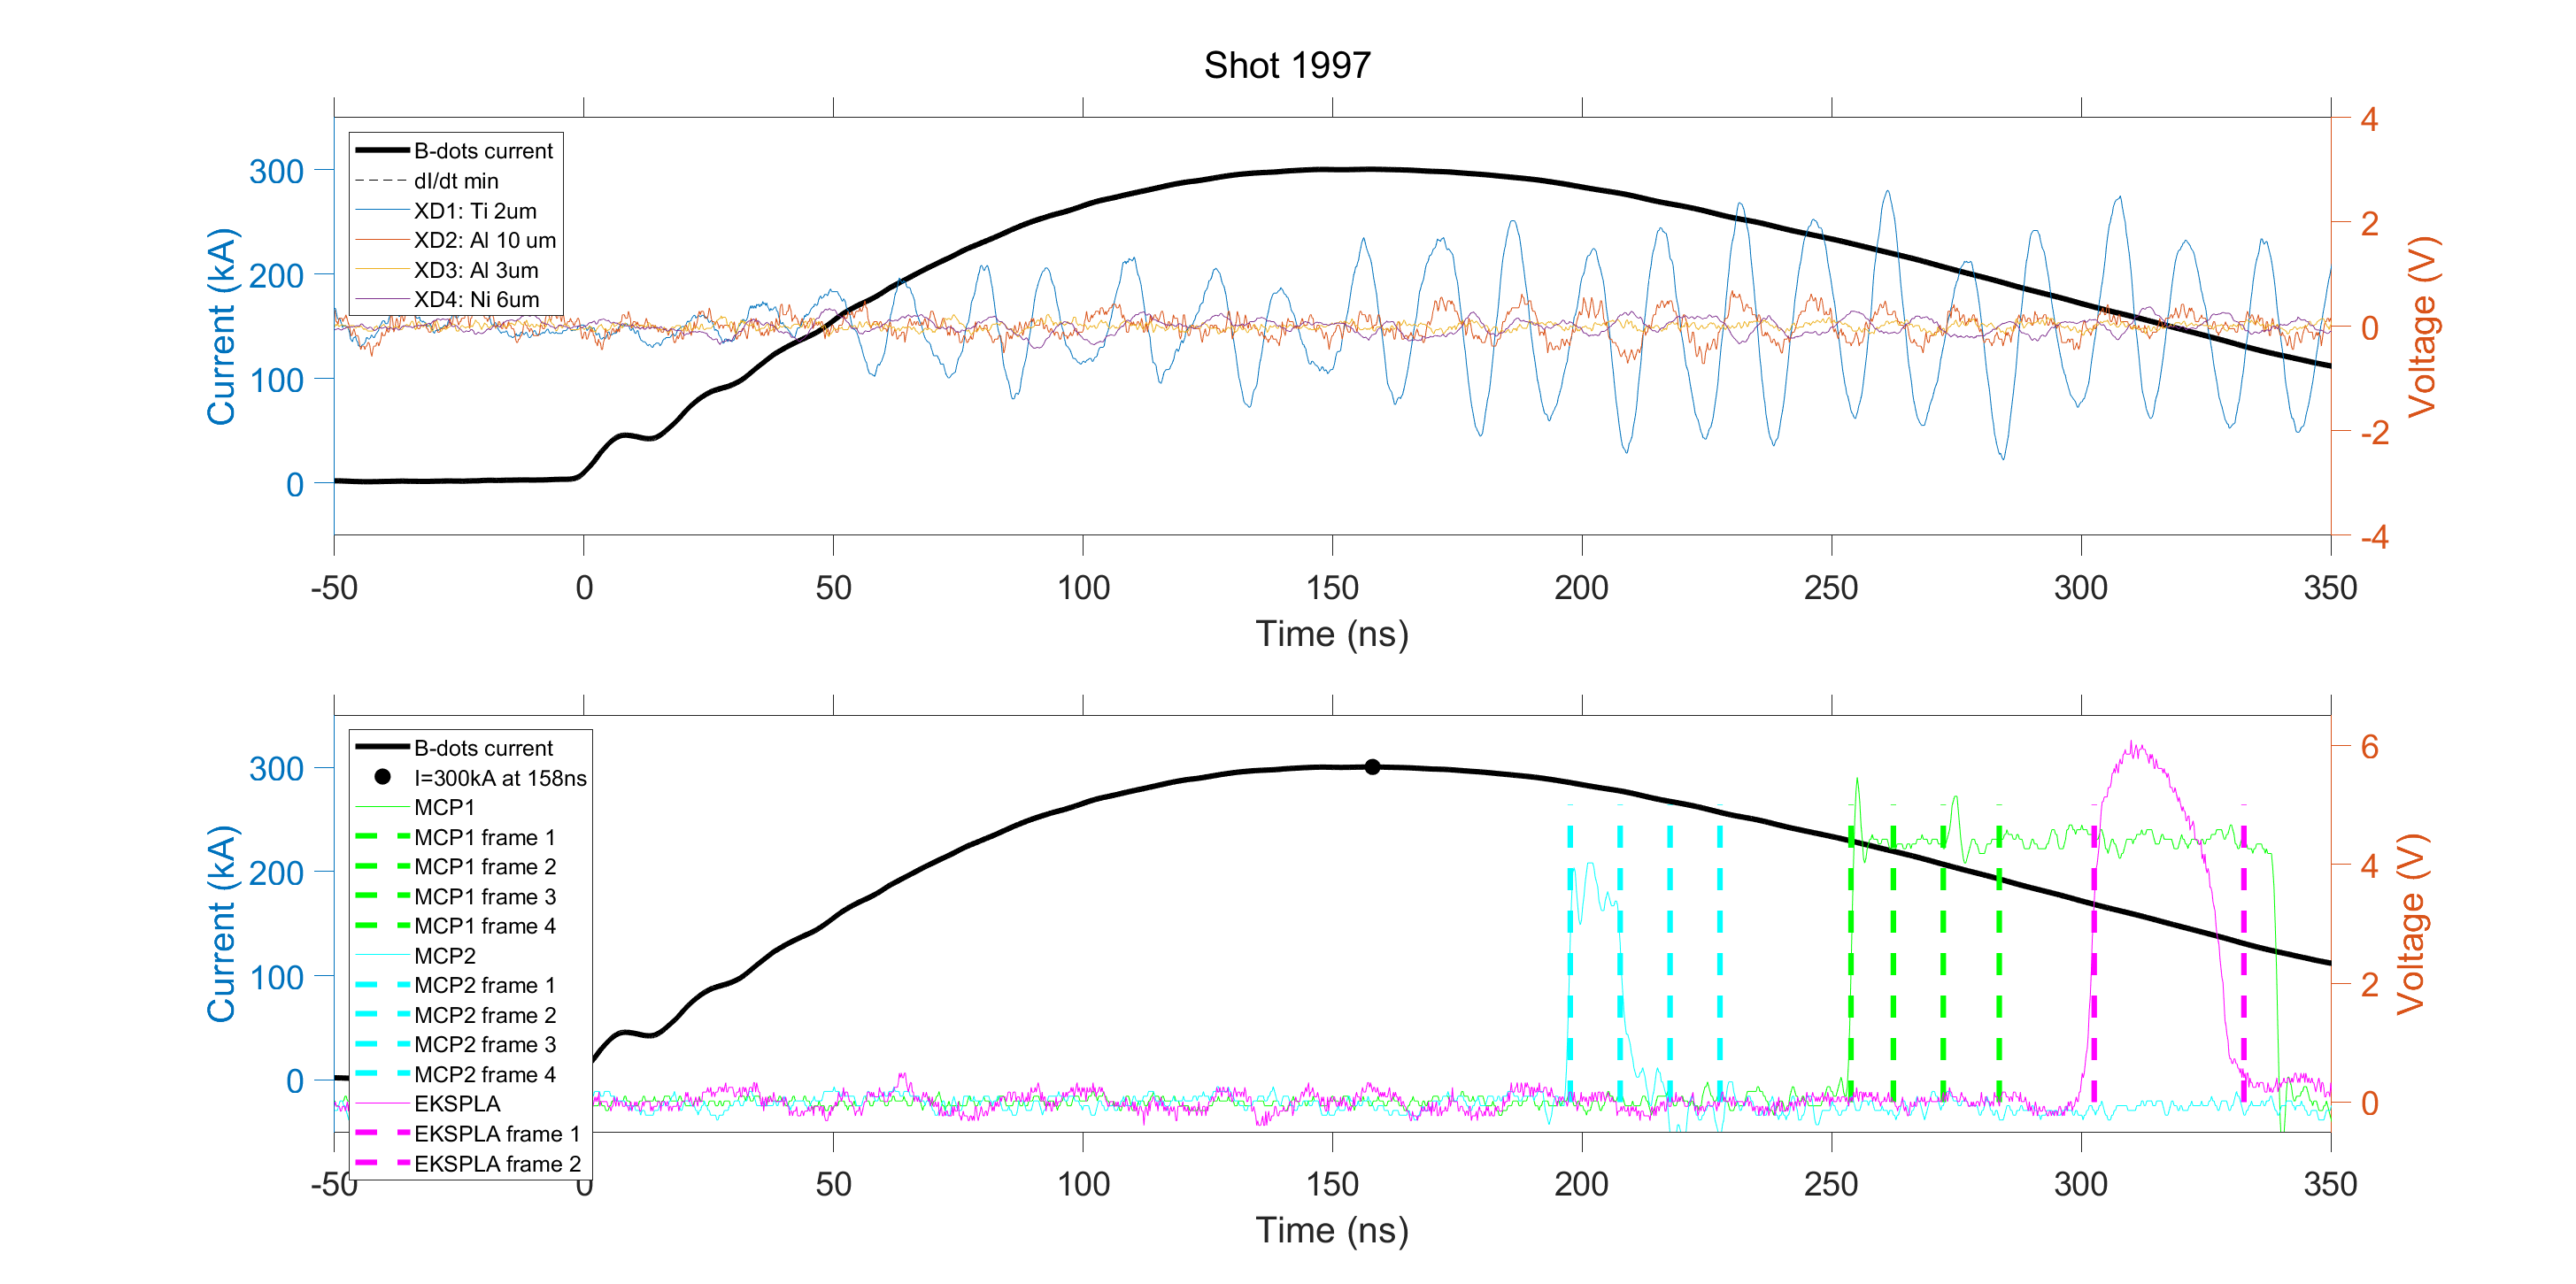 Shot 1997
B-dots current
dI/dt min
XD1: Ti 2um
XD2: Al 10 um
XD3: Al 3um
XD4: Ni 6um
300
200
100
0
Current (kA)
4
2
0
-2
-4
Voltage (V)
-50 0 50 100 150 200 250 300 350
Time (ns)
B-dots current
I=300kA at 158ns
MCP1
MCP1 frame 1
MCP1 frame 2
MCP1 frame 3
MCP1 frame 4
MCP2
MCP2 frame 1
MCP2 frame 2
MCP2 frame 3
MCP2 frame 4
EKSPLA
EKSPLA frame 1
EKSPLA frame 2
300
200
100
0
Current (kA)
6
4
2
0
Voltage (V)
-50 0 50 100 150 200 250 300 350
Time (ns)